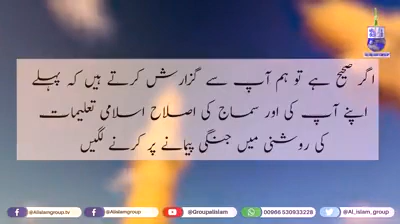 اگر صحیح ہے تو ہم آپ سے گزارش کرتے ہیں کہ پہلے
اپنے آپ کی اور سماج کی اصلاح اسلامی تعلیمات
کی روشنی میں جنگی پیمانے پر کرنے لگیں
@Alislamgroup.tv
@Alislamgroup
@Groupalislam
00966530933228
@Al_islam_group